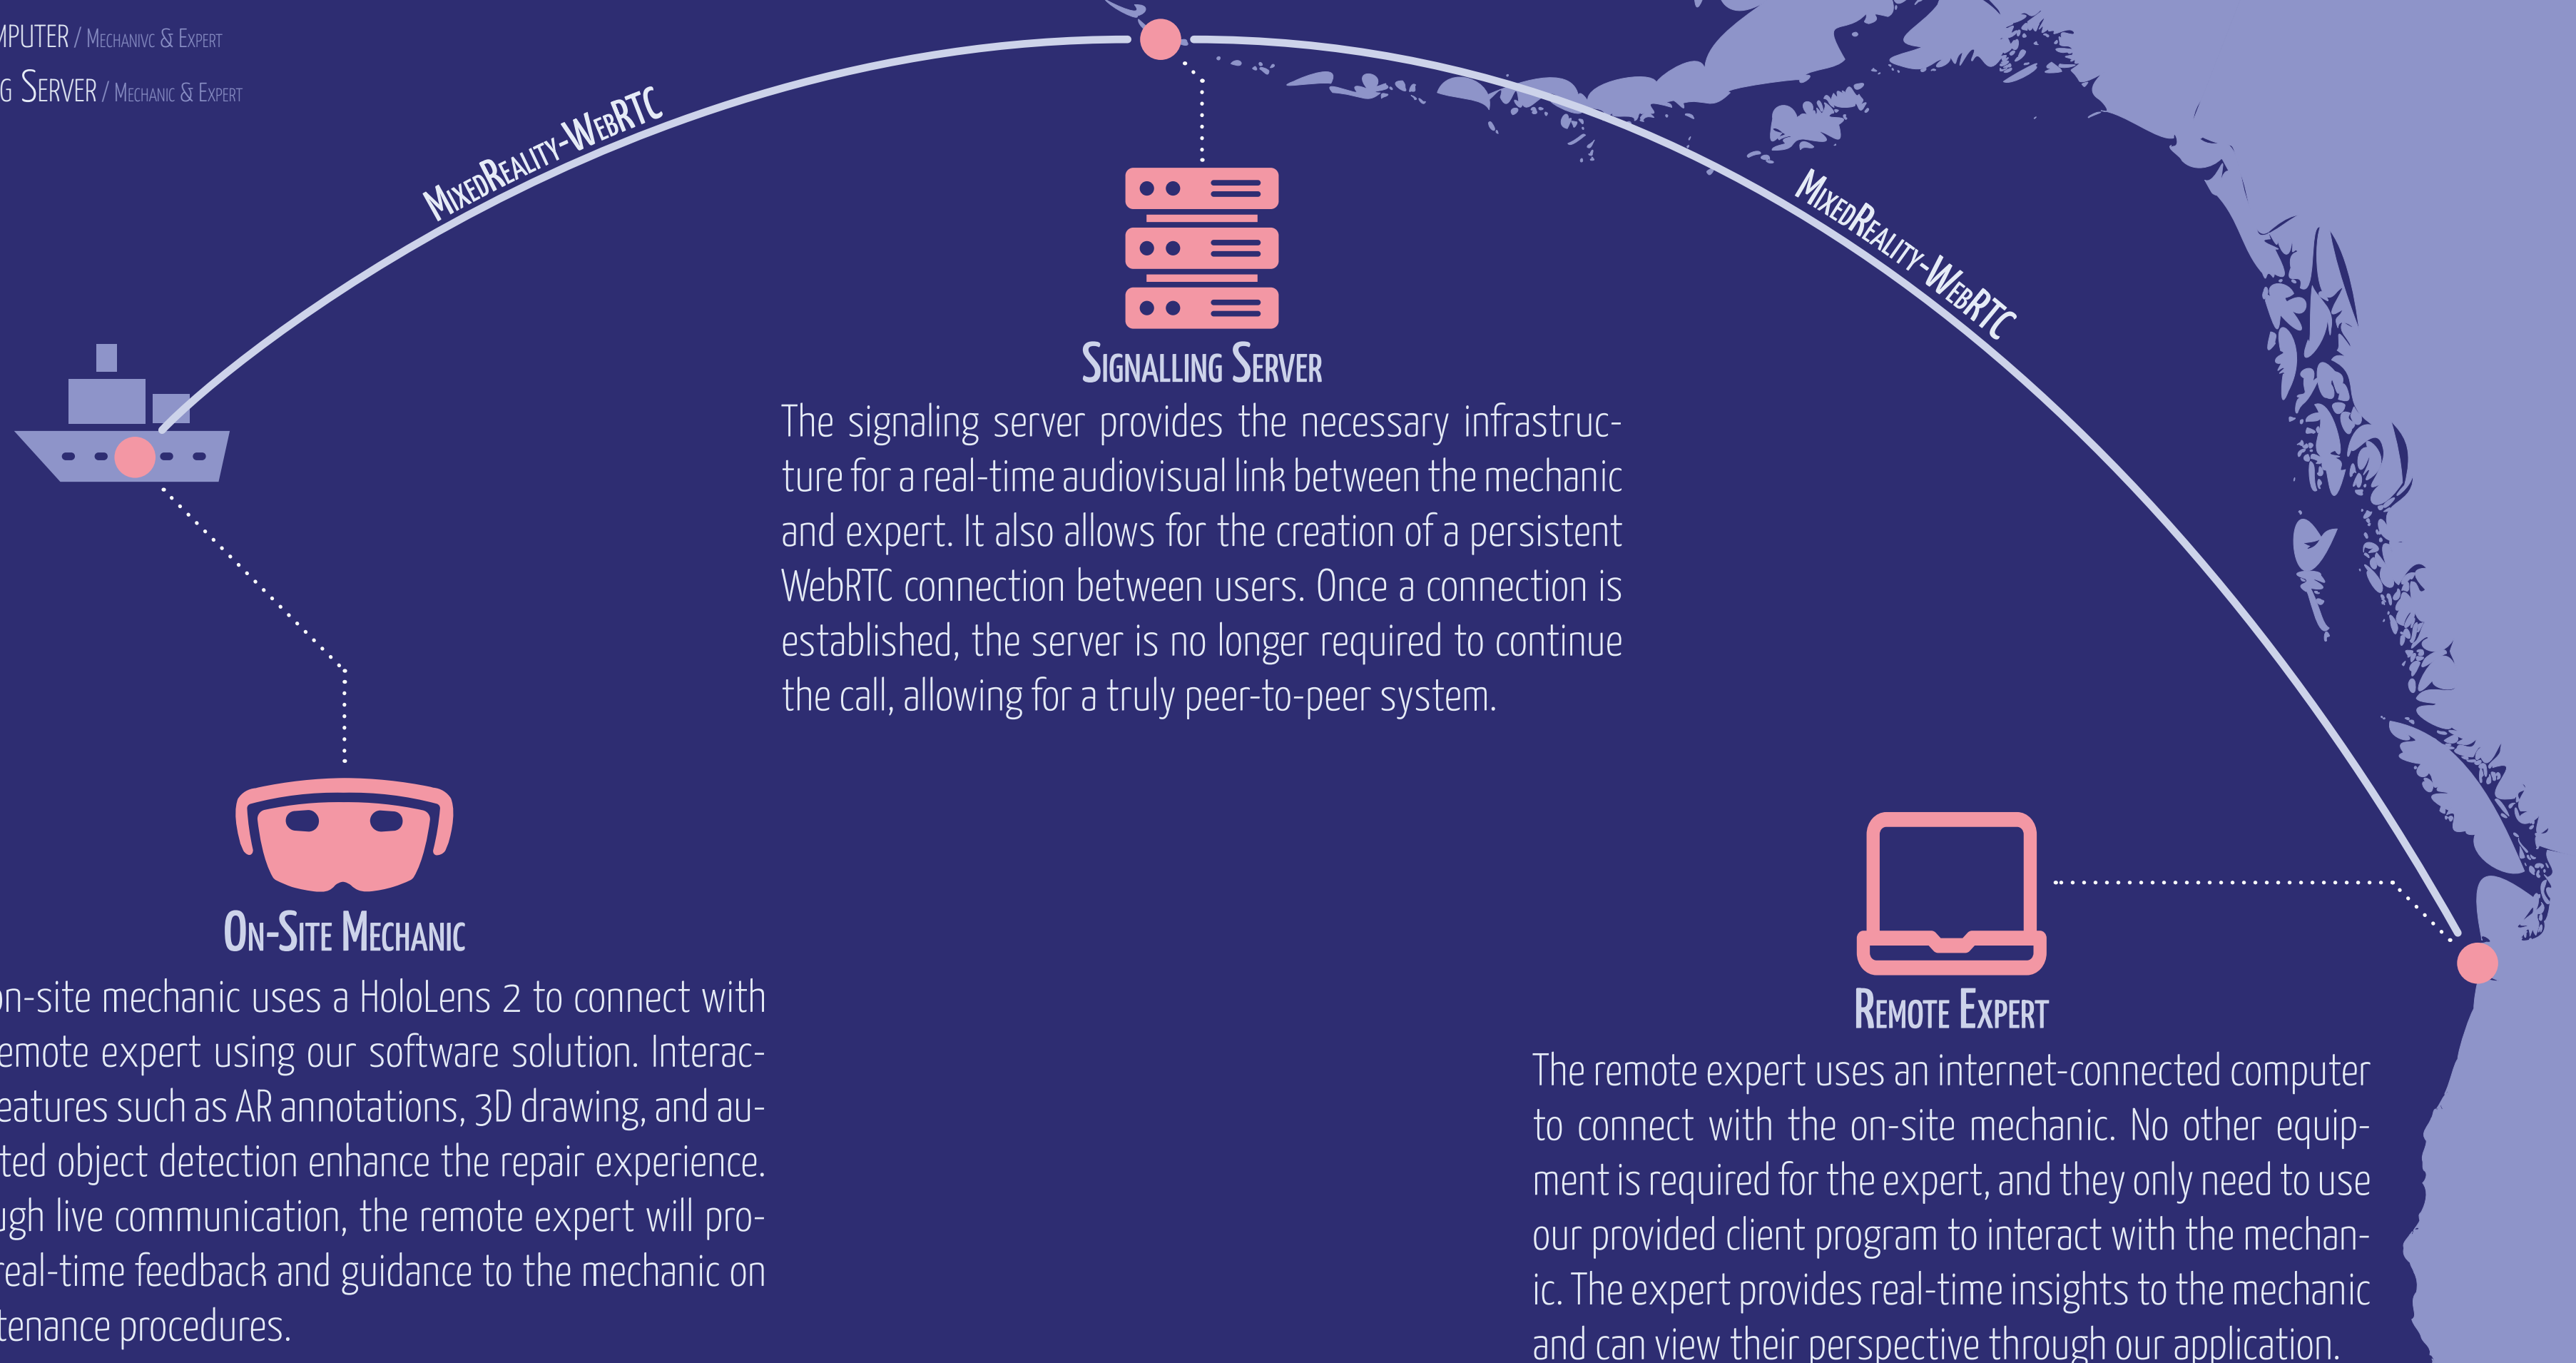 MPUTER / Mechanivc & Expert
G Server / Mechanic & Expert
MixedReality-WebRTC
MixedReality-WebRTC
Signalling Server
The signaling server provides the necessary infrastruc-
ture for a real-time audiovisual link between the mechanic
and expert. It also allows for the creation of a persistent
WebRTC connection between users. Once a connection is
established, the server is no longer required to continue
the call, allowing for a truly peer-to-peer system.
On-Site Mechanic
on-site mechanic uses a HoloLens 2 to connect with
emote expert using our software solution. Interac-
eatures such as AR annotations, 3D drawing, and au-
ted object detection enhance the repair experience.
ugh live communication, the remote expert will pro-
real-time feedback and guidance to the mechanic on
tenance procedures.
Remote Expert
The remote expert uses an internet-connected computer
to connect with the on-site mechanic. No other equip-
ment is required for the expert, and they only need to use
our provided client program to interact with the mechan-
ic. The expert provides real-time insights to the mechanic
and can view their perspective through our application.